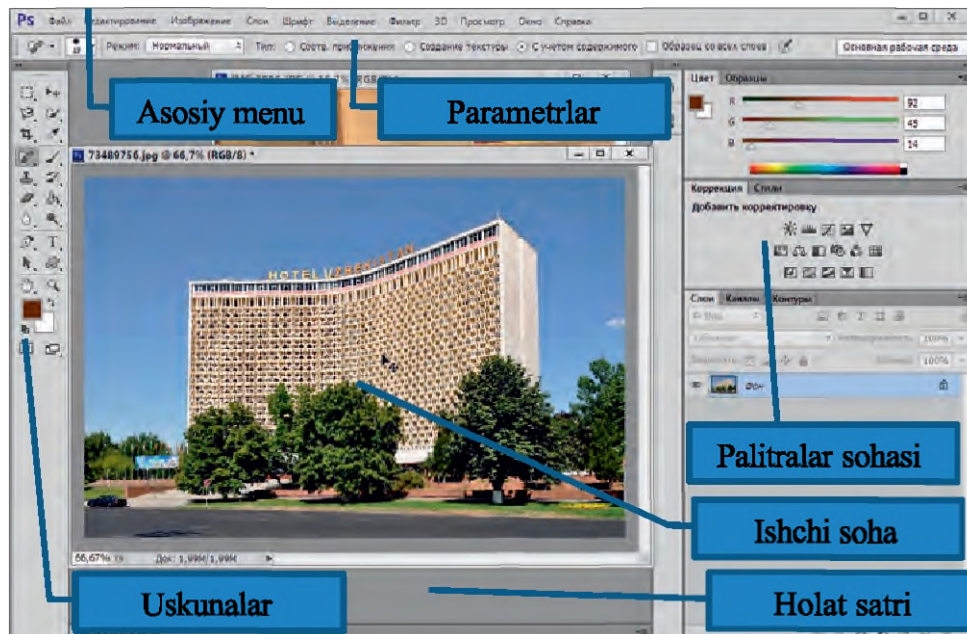 Ps Файл Редактирование Изображение Слои Шрифт Выделение Фильтр 3D Просмотр Окно Справка
Режим: Нормальный Тип: Соотв. приближения Создание текстуры С учетом содержимого Образец со всех слоев Основная рабочая среда
Asosiy menu
Parametrlar
73489756.jpg @ 66,7% (RGB/8) *
HOTEL UZBEKISTAN
66,67%
Док: 1,99M/1,99M
Цвет Образцы
R 92
G 45
B 14
Коррекция Стили
Добавить корректировку
Слои Каналы Контуры
100%
100%
Фон
Palitralar sohasi
Ishchi soha
Uskunalar
Holat satri